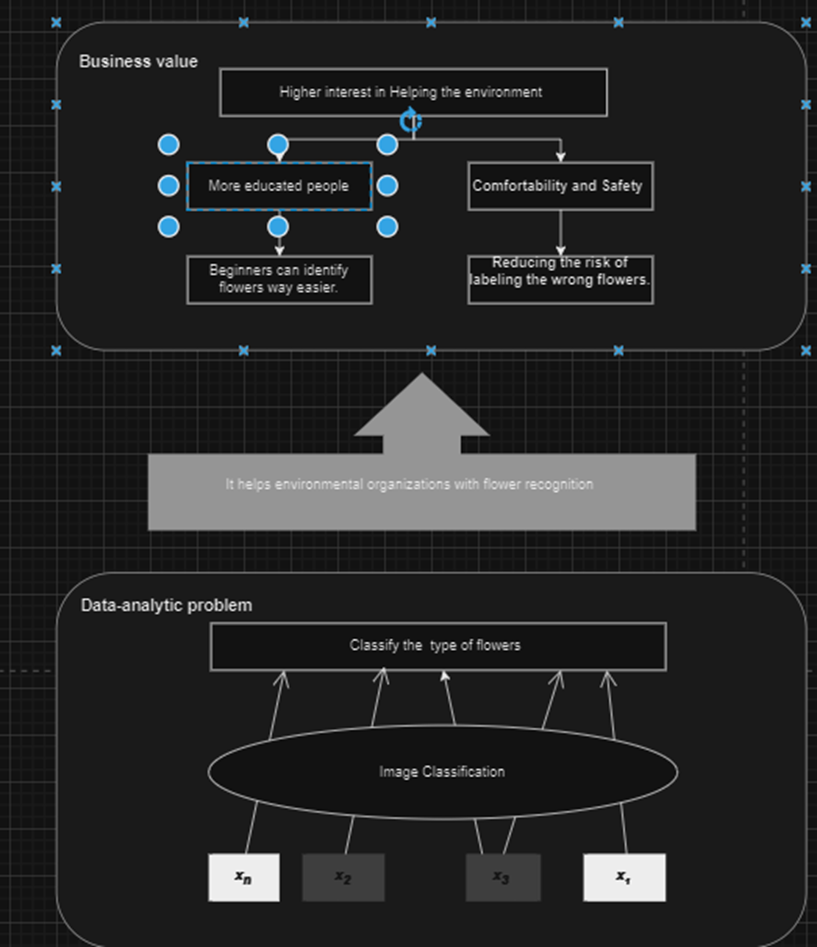 Business value
Higher interest in Helping the environment
More educated people
Comfortability and Safety
Beginners can identify
flowers way easier.
Reducing the risk of
labeling the wrong flowers.
It helps environmental organizations with flower recognition
Data-analytic problem
Classify the type of flowers
Image Classification
xn
x2
x3
x1